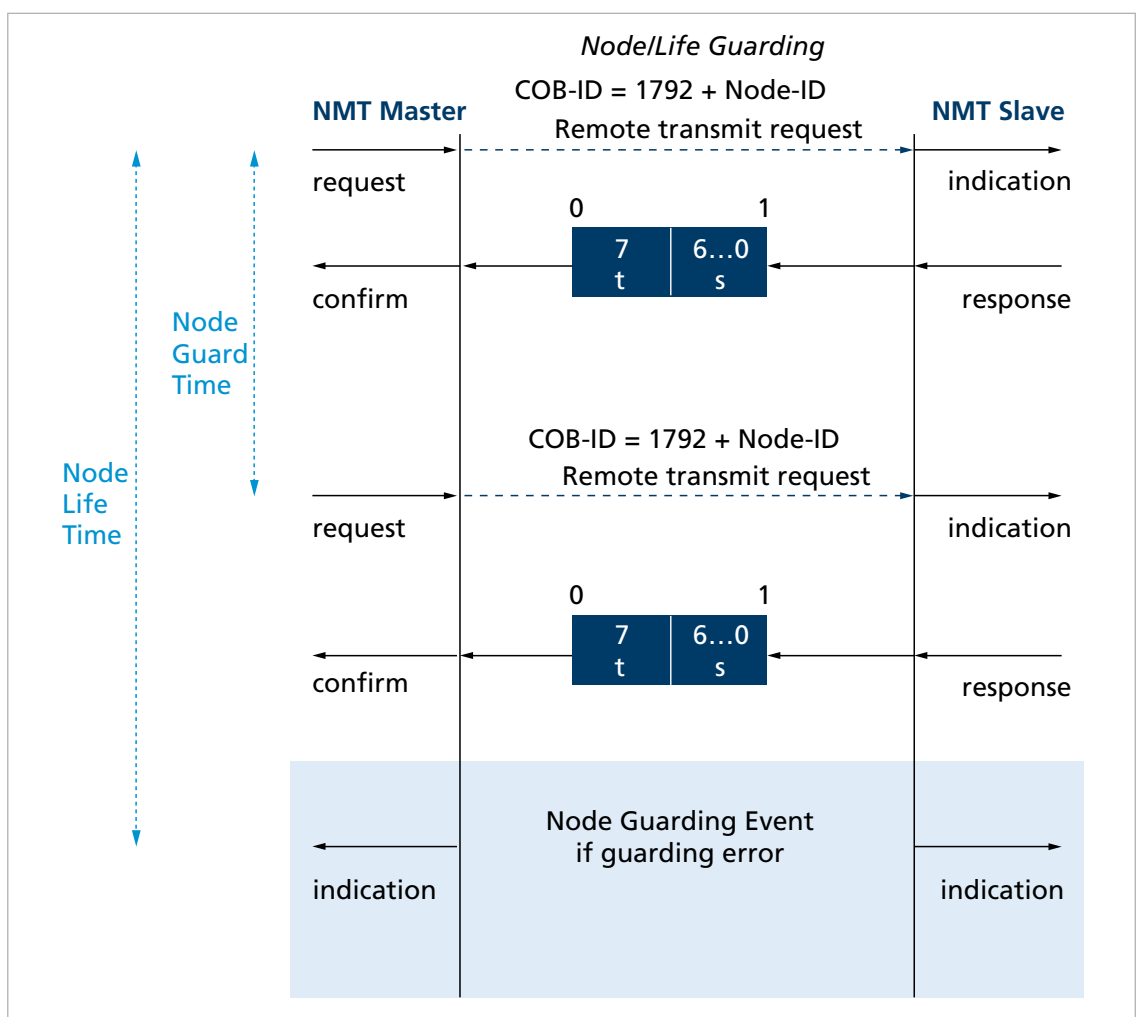 Node/Life Guarding
COB-ID = 1792 + Node-ID
NMT Master
NMT Slave
Remote transmit request
request
indication
0 1
7 6...0
t s
confirm
response
Node
Guard
Time
COB-ID = 1792 + Node-ID
Remote transmit request
Node
Life
Time
request
indication
0 1
7 6...0
t s
confirm
response
Node Guarding Event
if guarding error
indication
indication